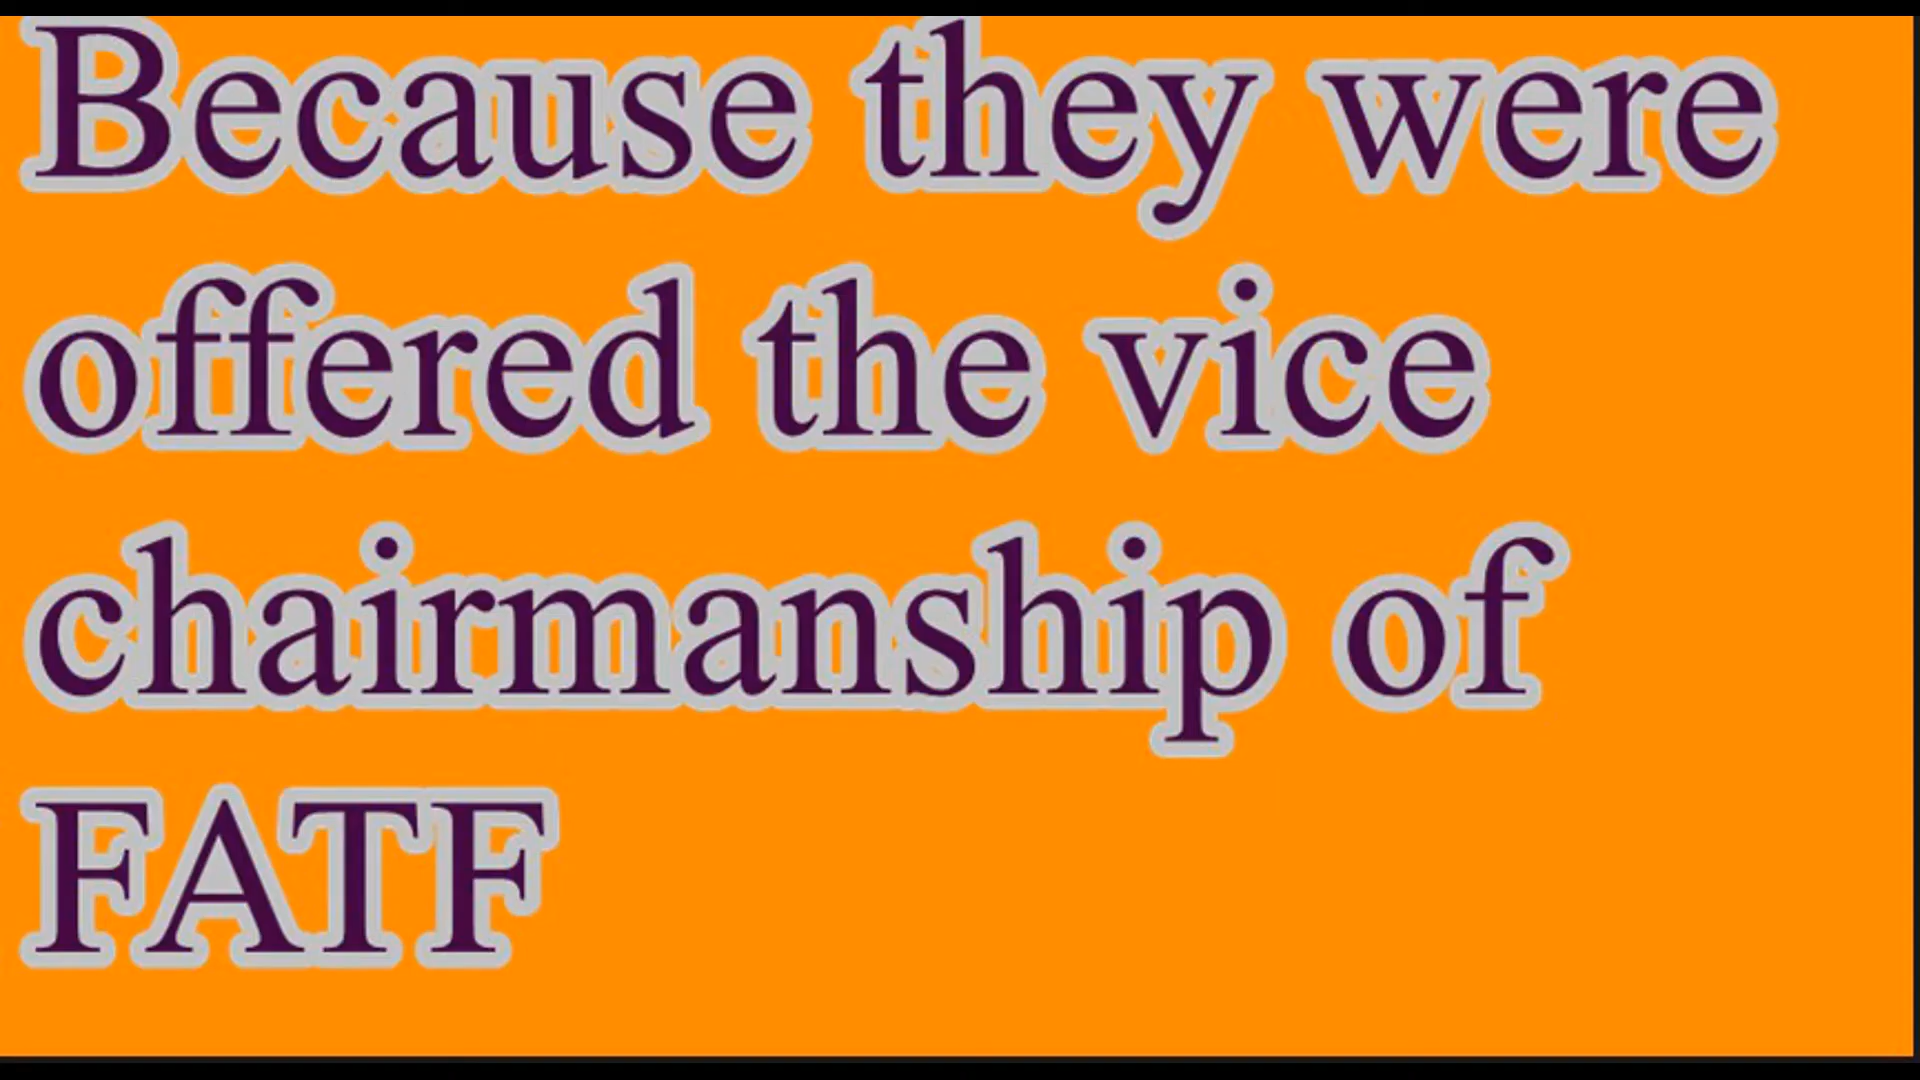 Because they were
offered the vice
chairmanship of
FATF